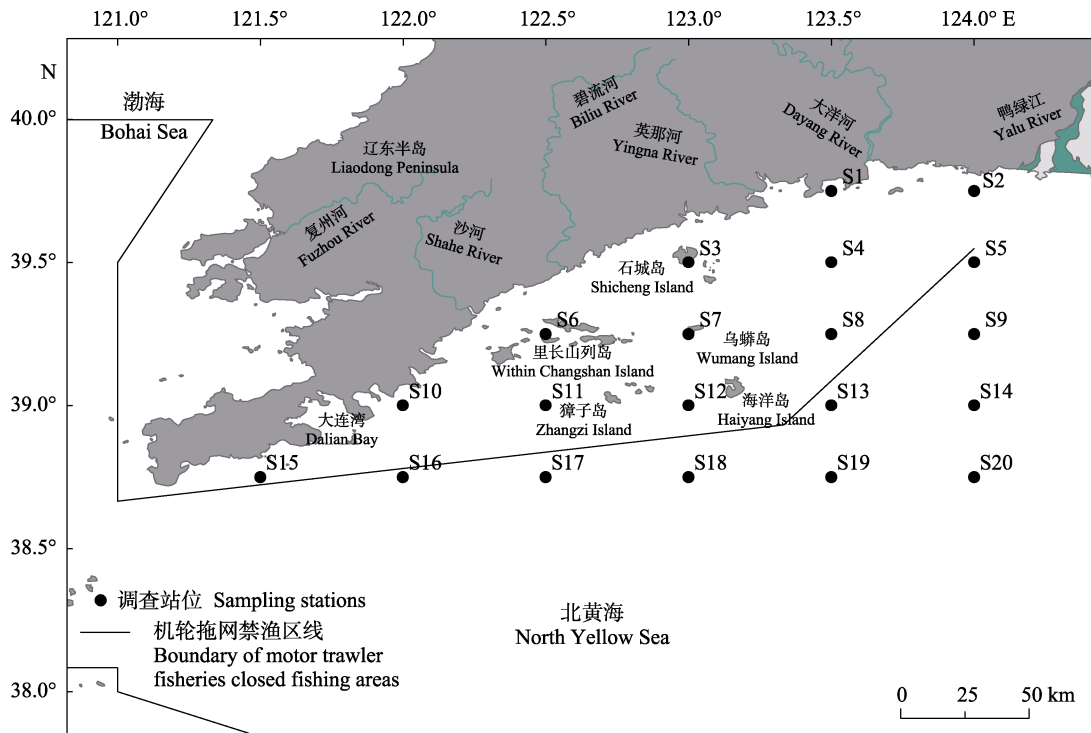 121.0° 121.5° 122.0° 122.5° 123.0° 123.5° 124.0° E
N
40.0°
39.5°
39.0°
38.5°
38.0°
渤海
Bohai Sea
辽东半岛
Liaodong Peninsula
复州河
Fuzhou River
沙河
Shahe River
碧流河
Biliu River
英那河
Yingna River
大洋河
Dayang River
鸭绿江
Yalu River
S1
S2
S3
S4
S5
石城岛
Shicheng Island
S6
S7
S8
S9
里长山列岛
Within Changshan Island
乌蟒岛
Wumang Island
S10
S11
S12
S13
S14
大连湾
Dalian Bay
獐子岛
Zhangzi Island
海洋岛
Haiyang Island
S15
S16
S17
S18
S19
S20
北黄海
North Yellow Sea
调查站位 Sampling stations
机轮拖网禁渔区线
Boundary of motor trawler
fisheries closed fishing areas
0 25 50 km